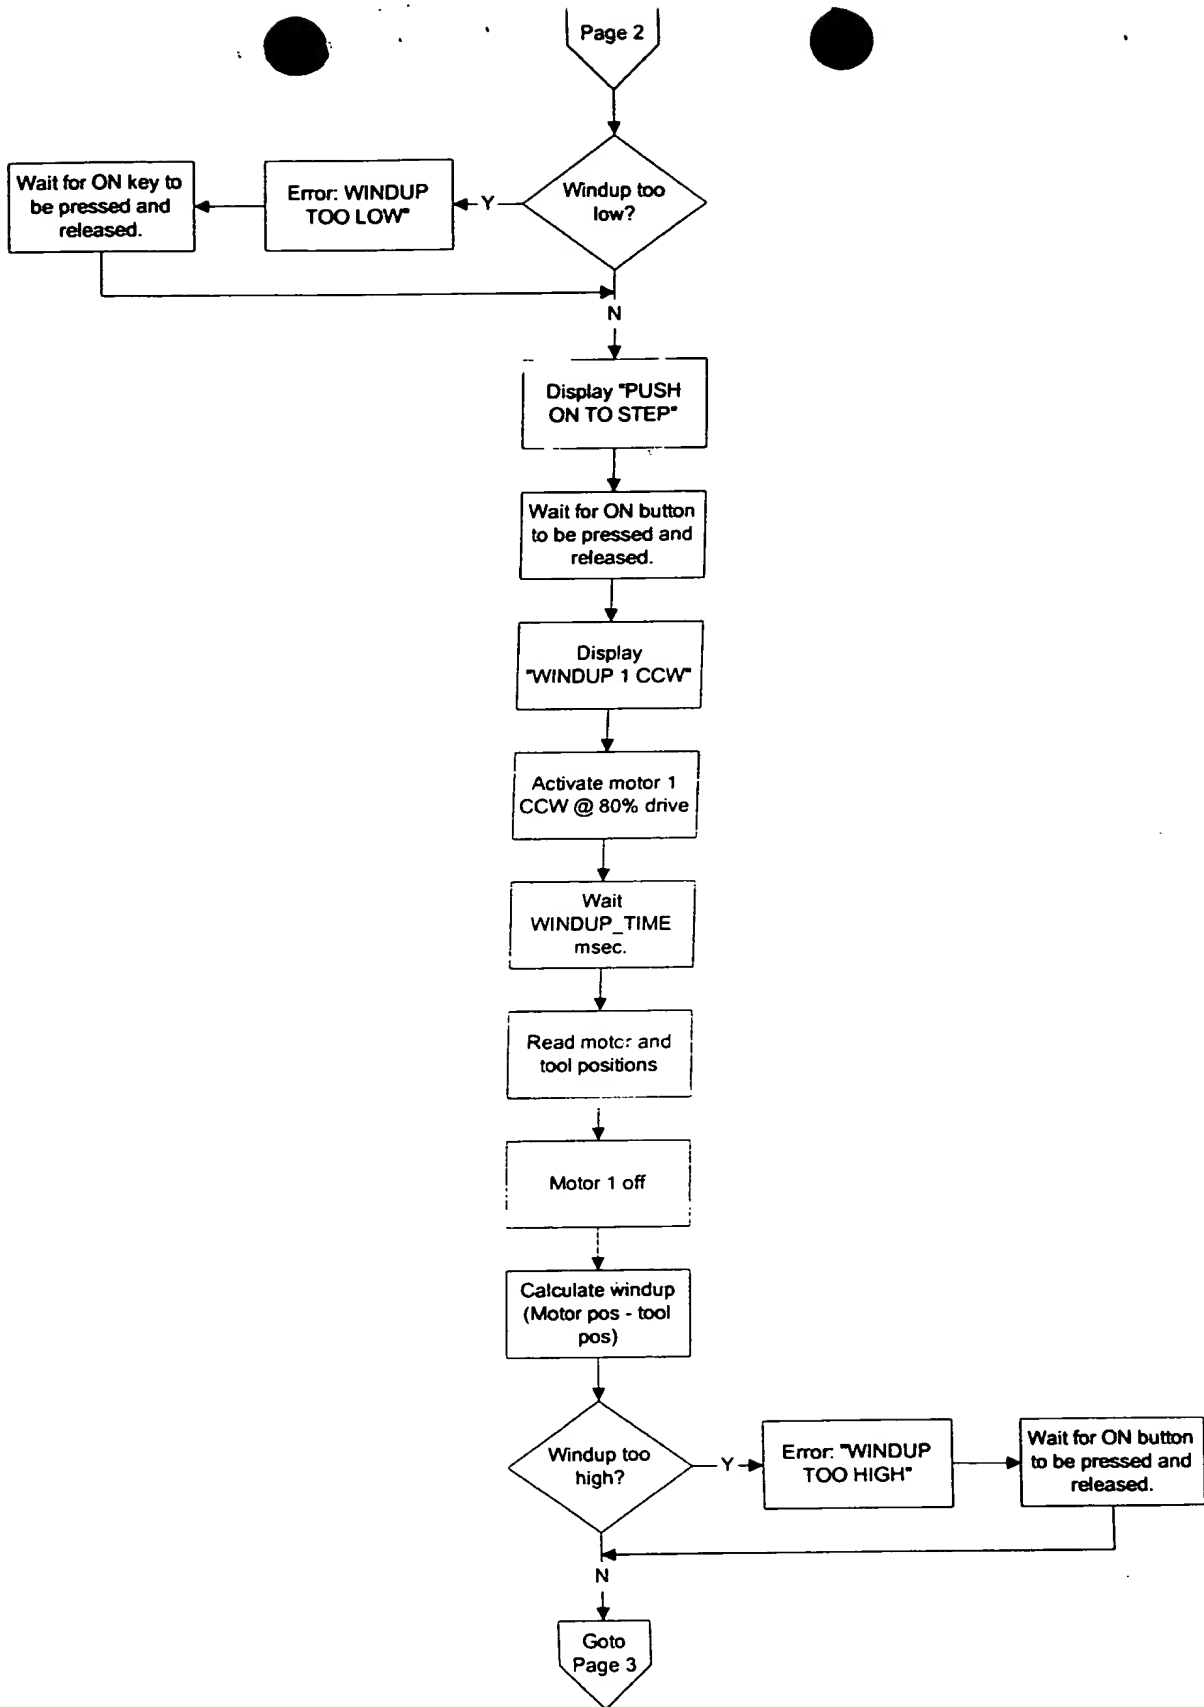 Page 2
Windup too
low?
Y
Error: WINDUP
TOO LOW"
Wait for ON key to
be pressed and
released.
N
Display "PUSH
ON TO STEP"
Wait for ON button
to be pressed and
released.
Display
"WINDUP 1 CCW"
Activate motor 1
CCW @ 80% drive
Wait
WINDUP_TIME
msec.
Read motor and
tool positions
Motor 1 off
Calculate windup
(Motor pos - tool
pos)
Windup too
high?
Y
Error: "WINDUP
TOO HIGH"
Wait for ON button
to be pressed and
released.
N
Goto
Page 3